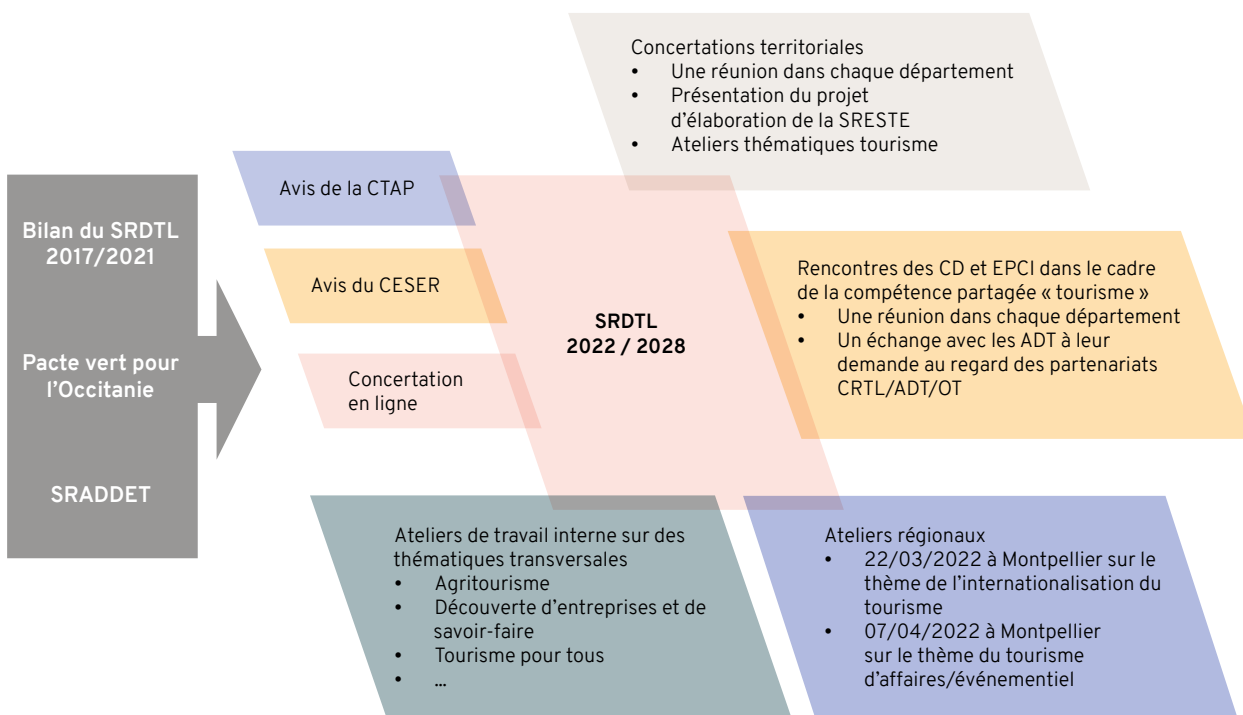 Bilan du SRDTL
2017/2021
Pacte vert pour
l’Occitanie
SRADDET
Avis de la CTAP
Avis du CESER
Concertation
en ligne
SRDTL
2022 / 2028
Concertations territoriales
• Une réunion dans chaque département
• Présentation du projet
d’élaboration de la SRESTE
• Ateliers thématiques tourisme
Rencontres des CD et EPCI dans le cadre
de la compétence partagée « tourisme »
• Une réunion dans chaque département
• Un échange avec les ADT à leur
demande au regard des partenariats
CRTL/ADT/OT
Ateliers de travail interne sur des
thématiques transversales
• Agritourisme
• Découverte d’entreprises et de
savoir-faire
• Tourisme pour tous
• ...
Ateliers régionaux
• 22/03/2022 à Montpellier sur le
thème de l’internationalisation du
tourisme
• 07/04/2022 à Montpellier
sur le thème du tourisme
d’affaires/événementiel